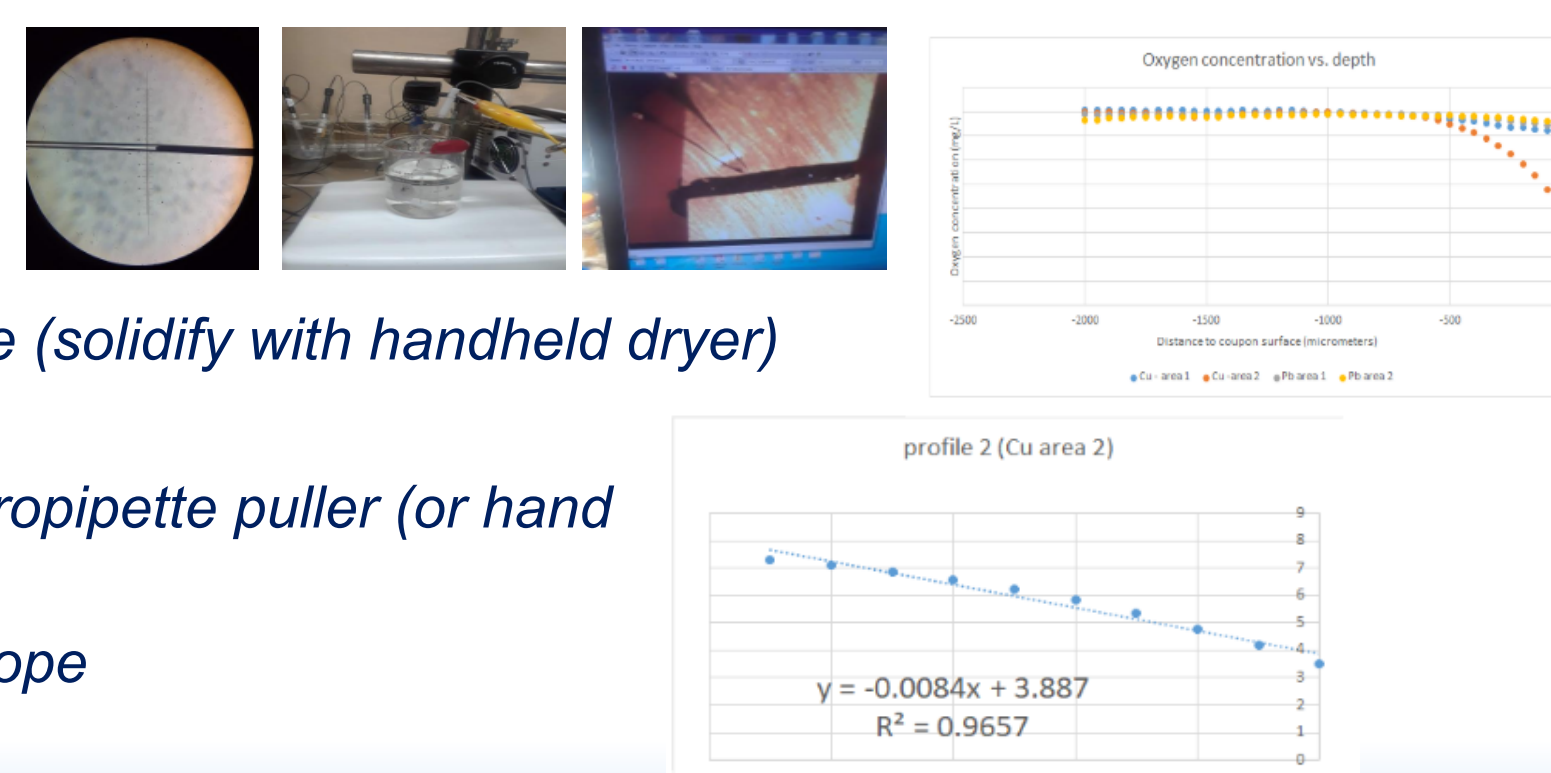 Oxygen concentration vs. depth
Oxygen concentration (mg/L)
-2500 -2000 -1500 -1000 -500
Distance to coupon surface (micrometers)
Cu - area 1 Cu -area 2 Pb area 1 Pb area 2
e (solidify with handheld dryer)
ropipette puller (or hand
ope
profile 2 (Cu area 2)
9
8
7
6
5
4
3
2
1
0
y = -0.0084x + 3.887
R² = 0.9657